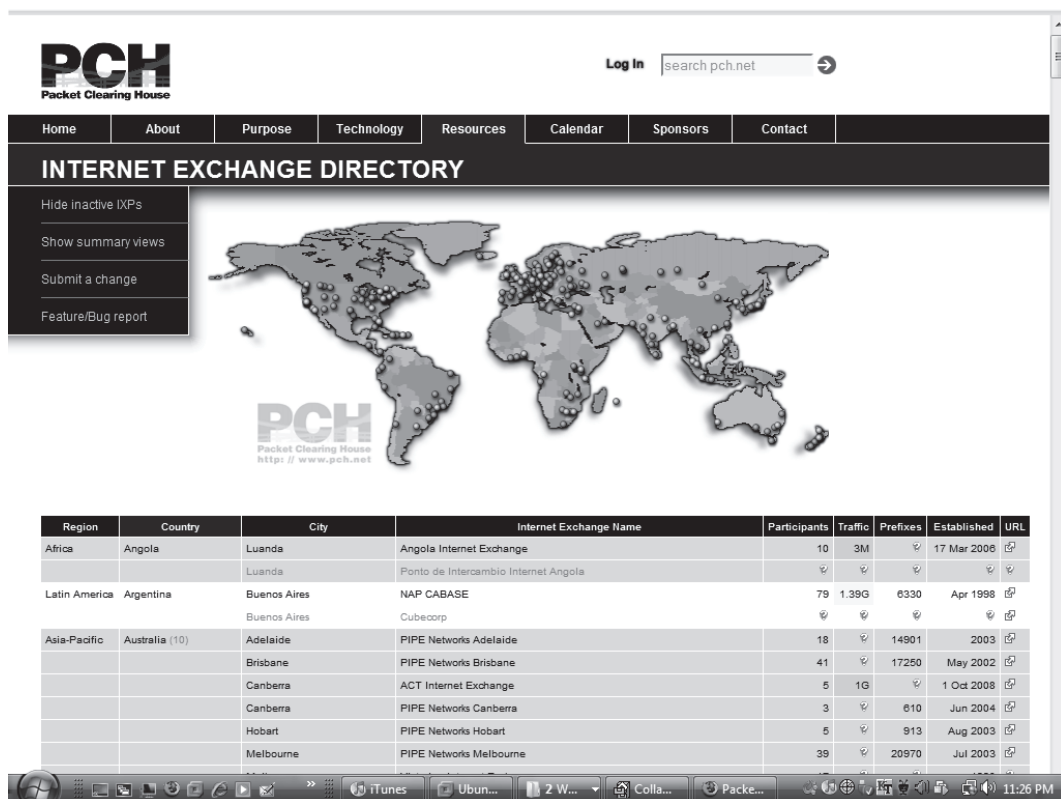 PCH
Packet Clearing House
Log In search pch.net
Home About Purpose Technology Resources Calendar Sponsors Contact
INTERNET EXCHANGE DIRECTORY
Hide inactive IXPs
Show summary views
Submit a change
Feature/Bug report
PCH
Packet Clearing House
http: // www.pch.net
Region Country City Internet Exchange Name Participants Traffic Prefixes Established URL
Africa Angola Luanda Angola Internet Exchange 10 3M 17 Mar 2006
Luanda Ponto de Intercambio Internet Angola
Latin America Argentina Buenos Aires NAP CABASE 79 1.39G 6330 Apr 1998
Buenos Aires Cubecorp
Asia-Pacific Australia (10) Adelaide PIPE Networks Adelaide 18 14901 2003
Brisbane PIPE Networks Brisbane 41 17250 May 2002
Canberra ACT Internet Exchange 5 1G 1 Oct 2008
Canberra PIPE Networks Canberra 3 610 Jun 2004
Hobart PIPE Networks Hobart 5 913 Aug 2003
Melbourne PIPE Networks Melbourne 39 20970 Jul 2003
» iTunes Ubun... 2 W... Colla... Packe... 11:26 PM